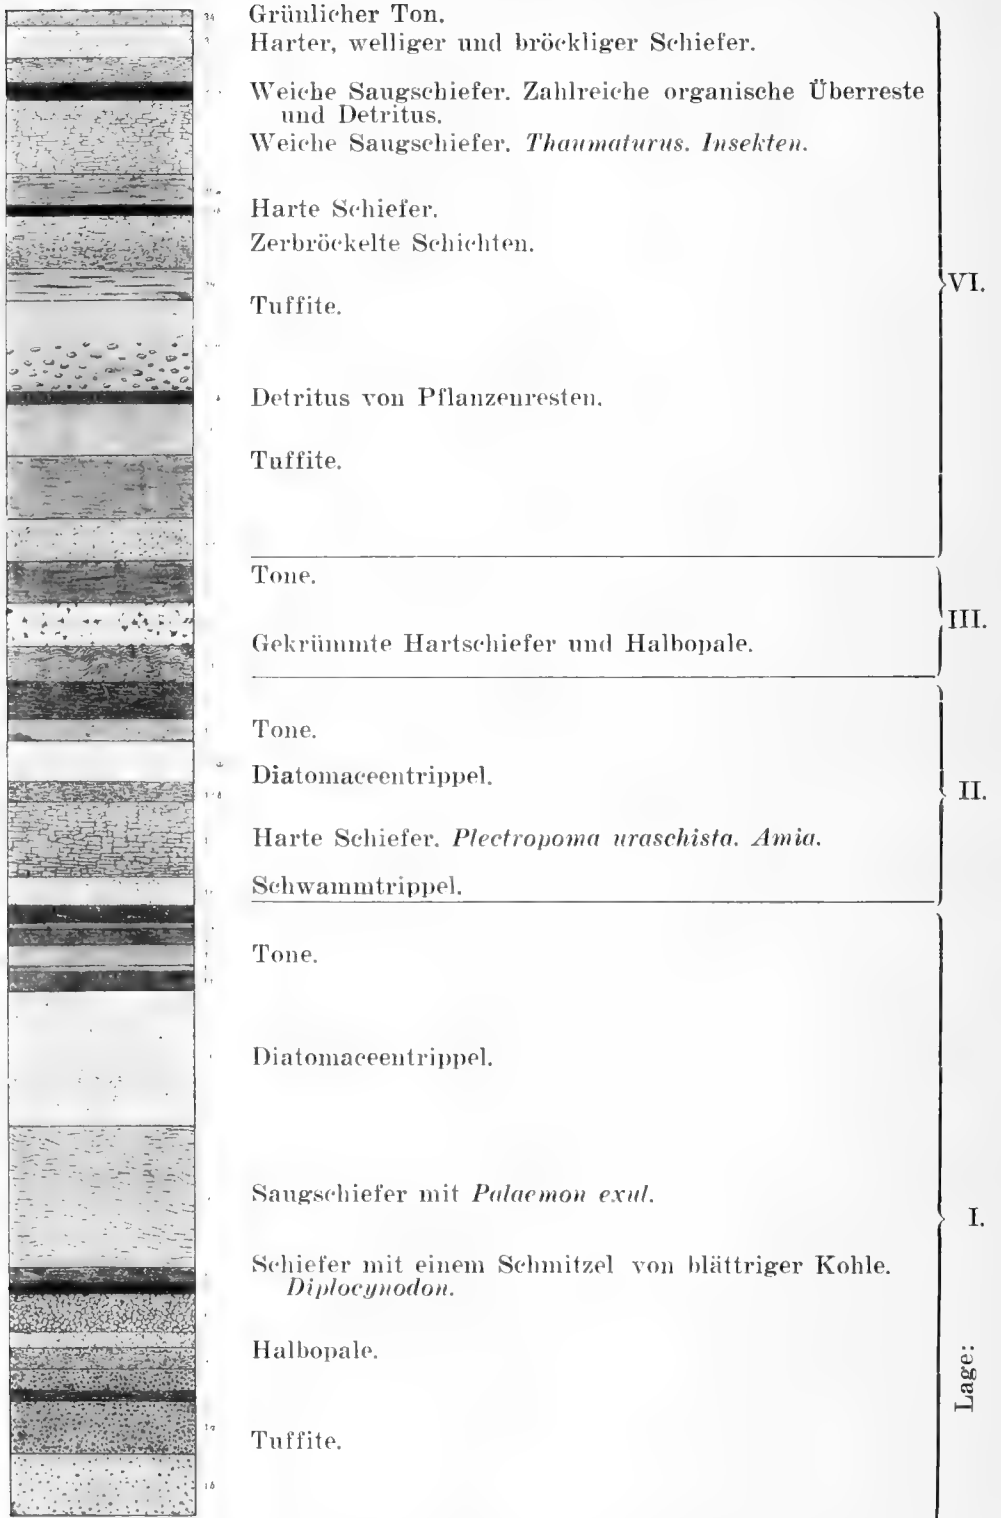 34
Grünlicher Ton.
Harter, welliger und bröckliger Schiefer.
Weiche Saugschiefer. Zahlreiche organische Überreste
und Detritus.
Weiche Saugschiefer. Thaumaturus. Insekten.
Harte Schiefer.
Zerbröckelte Schichten.
VI.
Tuffite.
Detritus von Pflanzenresten.
Tuffite.
Tone.
III.
Gekrümmte Hartschiefer und Halbopale.
Tone.
Diatomaceentrippel.
II.
Harte Schiefer. Plectropoma uraschista. Amia.
Schwammtrippel.
Tone.
Diatomaceentrippel.
Saugschiefer mit Palaemon exul.
I.
Schiefer mit einem Schmitzel von blättriger Kohle.
Diplocynodon.
Halbopale.
Lage:
1a
Tuffite.
1b